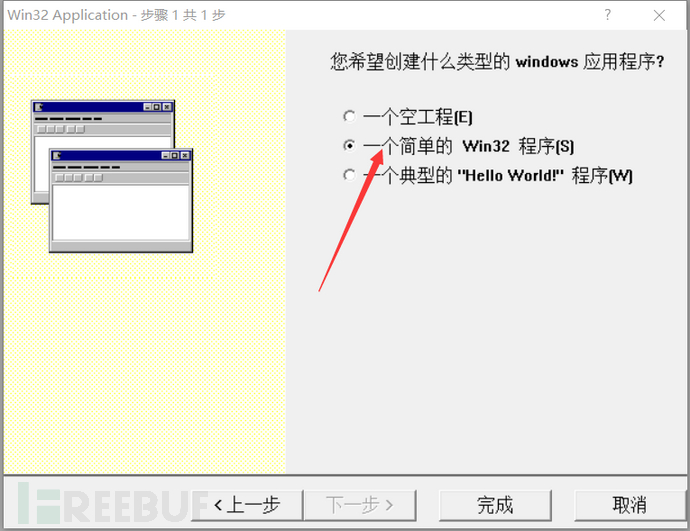 Win32 Application - 步骤 1 共 1 步
您希望创建什么类型的 windows 应用程序?
一个空工程(E)
一个简单的 Win32 程序(S)
一个典型的 "Hello World!" 程序(W)
REEBUF
< 上一步
下一步 >
完成
取消